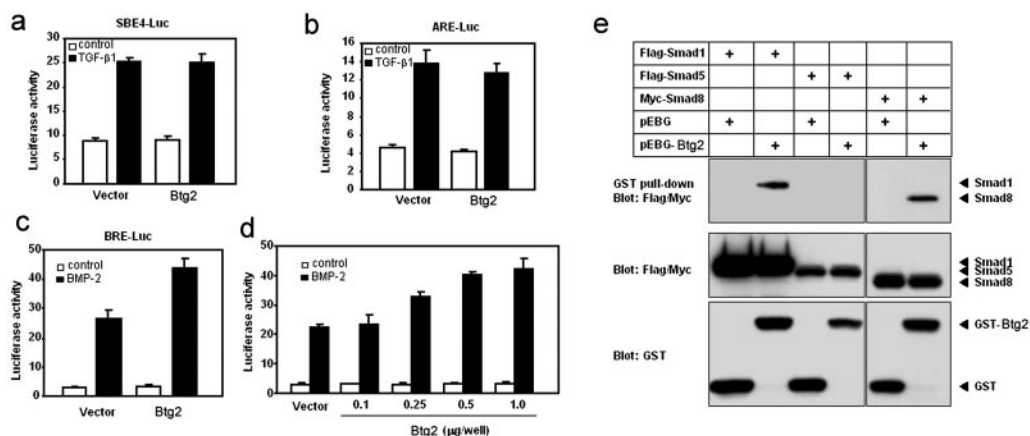 a
SBE4-Luc
control
TGF-β1
Luciferase activity
30
25
20
15
10
5
0
Vector
Btg2
b
ARE-Luc
control
TGF-β1
Luciferase activity
16
14
12
10
8
6
4
2
0
Vector
Btg2
c
BRE-Luc
control
BMP-2
Luciferase activity
50
40
30
20
10
0
Vector
Btg2
d
control
BMP-2
Luciferase activity
50
40
30
20
10
0
Vector
0.1
0.25
0.5
1.0
Btg2 (μg/well)
e
Flag-Smad1 + +
Flag-Smad5 + +
Myc-Smad8 + +
pEBG + + +
pEBG-Btg2 + + +
GST pull-down
Blot: Flag/Myc
Smad1
Smad8
Blot: Flag/Myc
Smad1
Smad5
Smad8
Blot: GST
GST-Btg2
GST